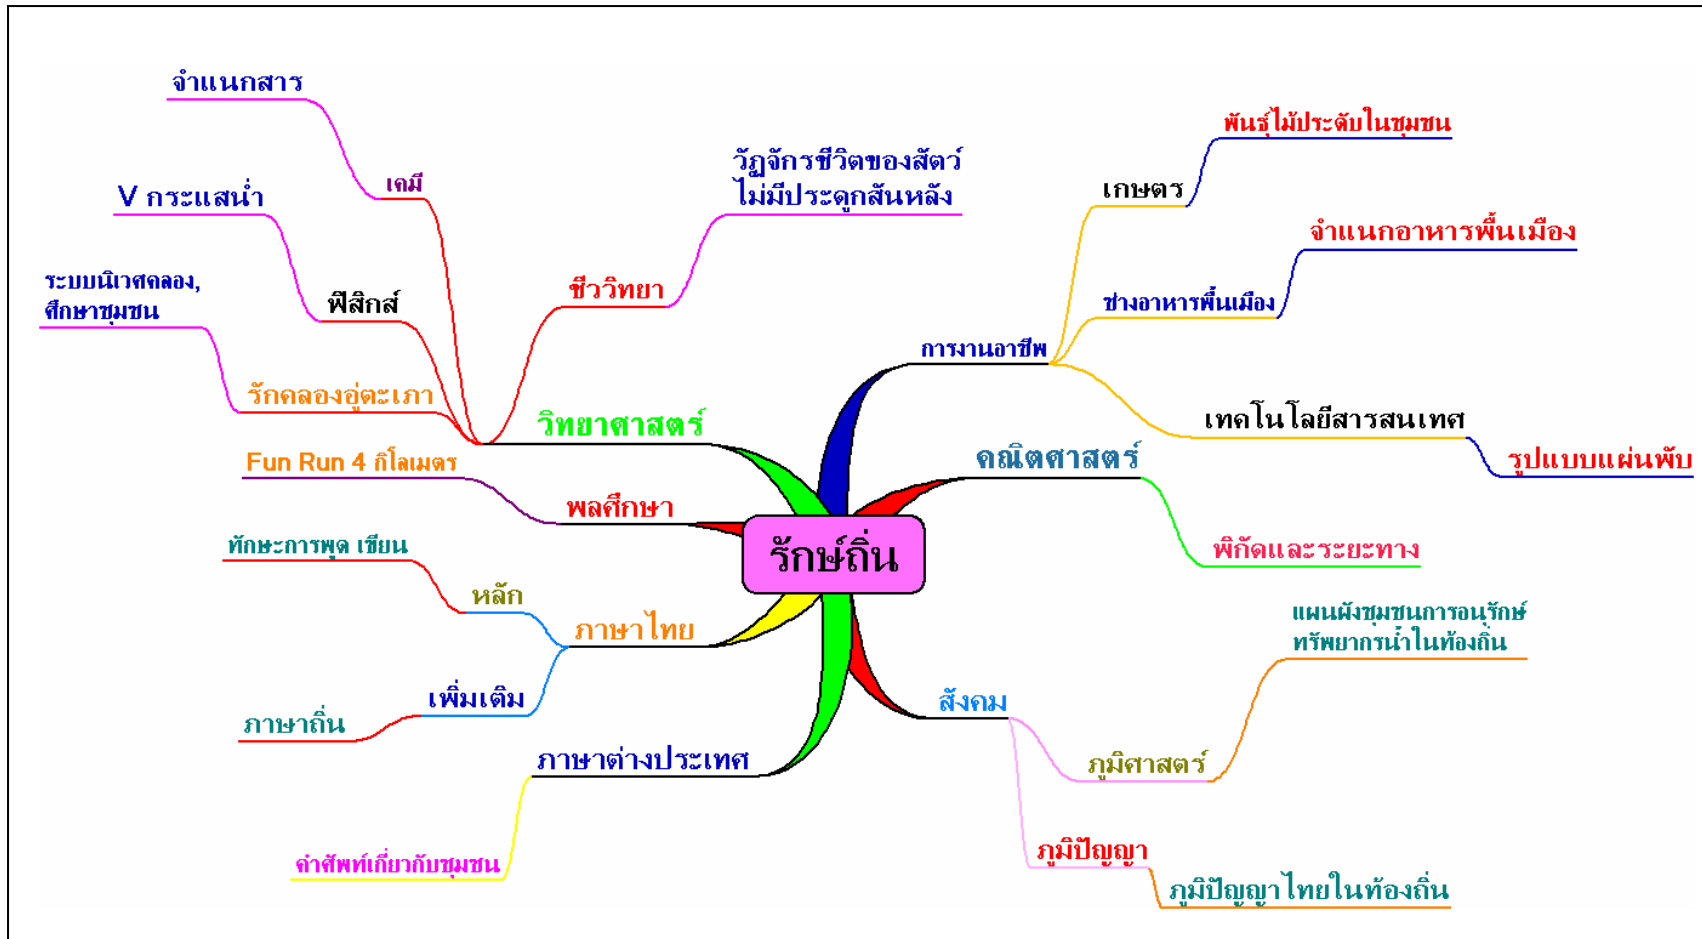 จำแนกสาร
เคมี
V กระแสน้ำ
ฟิสิกส์
ระบบนิเวศคลอง,
ศึกษาชุมชน
รักคลองอู่ตะเภา
วัฏจักรชีวิตของสัตว์
ไม่มีประดูกสันหลัง
ชีววิทยา
วิทยาศาสตร์
Fun Run 4 กิโลเมตร
พลศึกษา
ทักษะการพูด เขียน
หลัก
ภาษาไทย
เพิ่มเติม
ภาษาถิ่น
ภาษาต่างประเทศ
คำศัพท์เกี่ยวกับชุมชน
รักษ์ถิ่น
พันธุ์ไม้ประดับในชุมชน
เกษตร
จำแนกอาหารพื้นเมือง
ช่างอาหารพื้นเมือง
การงานอาชีพ
เทคโนโลยีสารสนเทศ
รูปแบบแผ่นพับ
คณิตศาสตร์
พิกัดและระยะทาง
แผนผังชุมชนการอนุรักษ์
ทรัพยากรน้ำในท้องถิ่น
สังคม
ภูมิศาสตร์
ภูมิปัญญา
ภูมิปัญญาไทยในท้องถิ่น